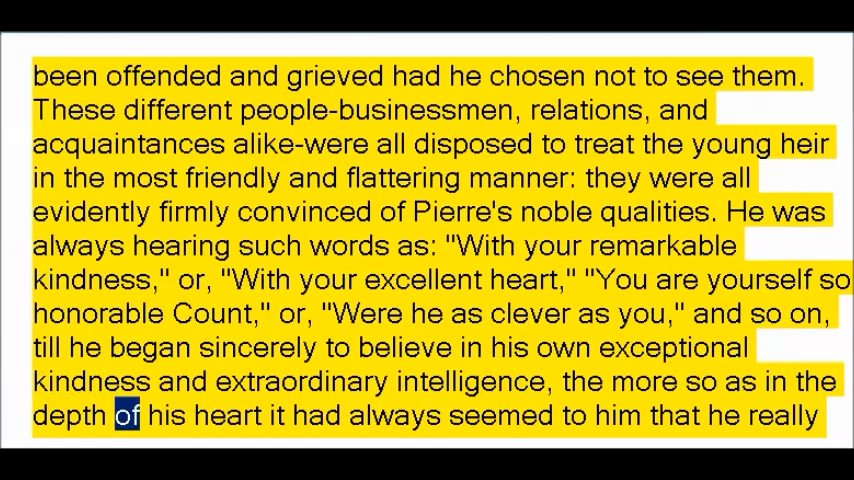 been offended and grieved had he chosen not to see them.
These different people-businessmen, relations, and
acquaintances alike-were all disposed to treat the young heir
in the most friendly and flattering manner: they were all
evidently firmly convinced of Pierre's noble qualities. He was
always hearing such words as: "With your remarkable
kindness," or, "With your excellent heart," "You are yourself so
honorable Count," or, "Were he as clever as you," and so on,
till he began sincerely to believe in his own exceptional
kindness and extraordinary intelligence, the more so as in the
depth of his heart it had always seemed to him that he really